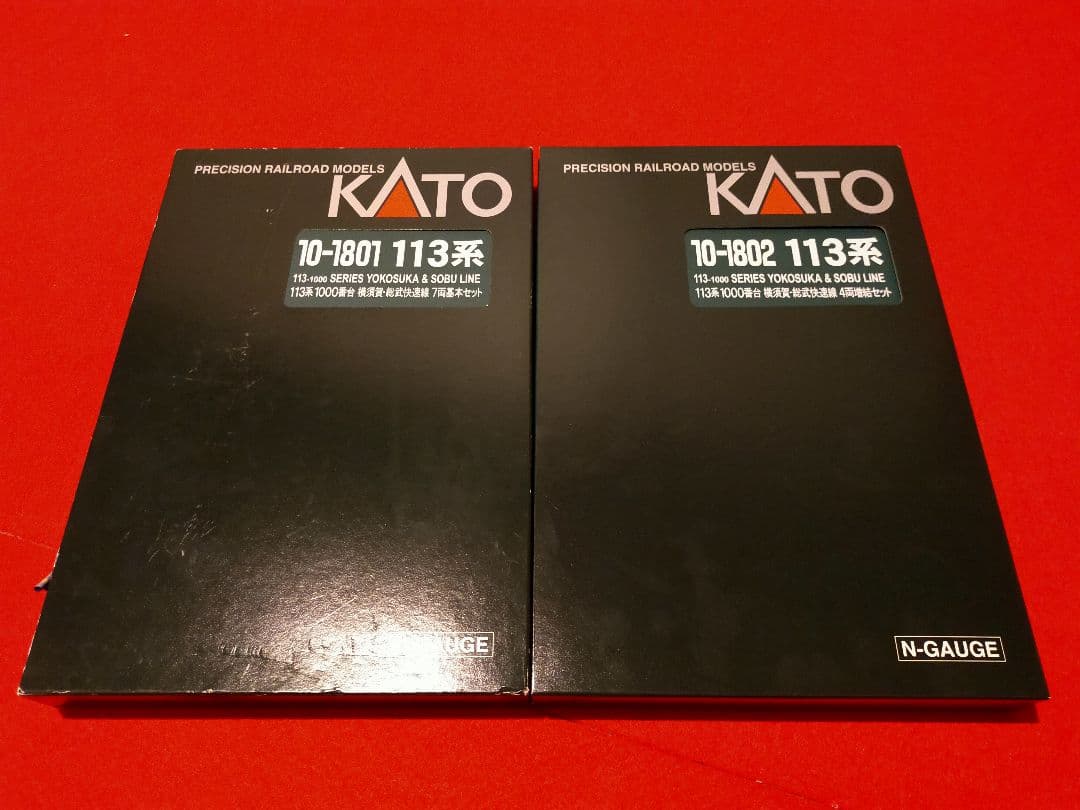 PRECISION RAILROAD MODELS
KATO
10-1801 113系
113-1000 SERIES YOKOSUKA & SOBU LINE
113系1000番台 横須賀・総武快速線 7両基本セット
UGE
PRECISION RAILROAD MODELS
KATO
10-1802 113系
113-1000 SERIES YOKOSUKA & SOBU LINE
113系1000番台 横須賀・総武快速線 4両増結セット
N-GAUGE